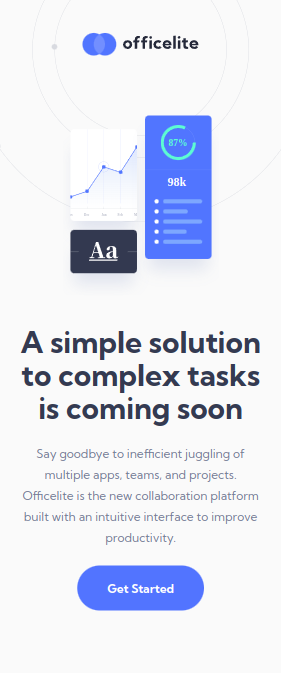 officelite
87%
98k
Aa
A simple solution
to complex tasks
is coming soon
Say goodbye to inefficient juggling of
multiple apps, teams, and projects.
Officelite is the new collaboration platform
built with an intuitive interface to improve
productivity.
Get Started